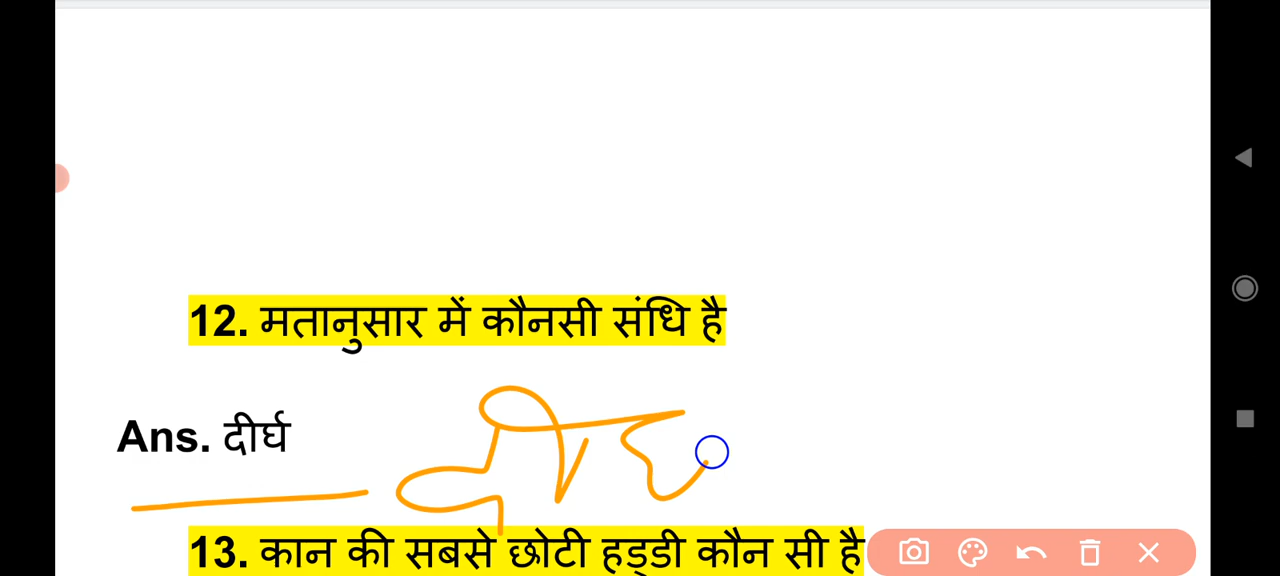 12. मतानुसार में कौनसी संधि है
Ans. दीर्घ
13. कान की सबसे छोटी हड्डी कौन सी है